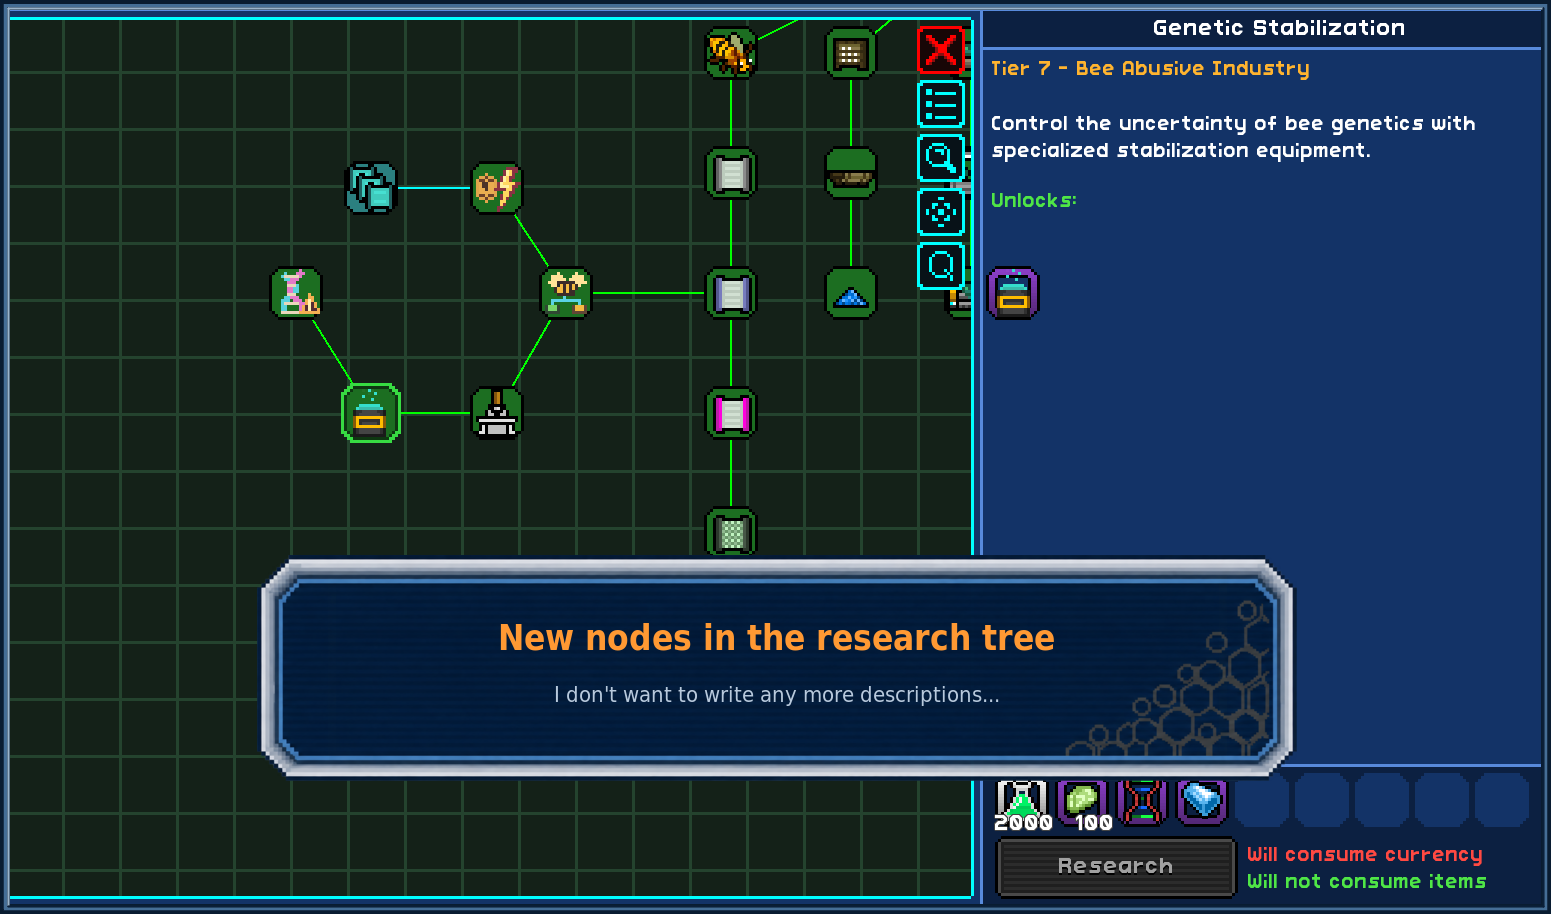 Genetic Stabilization
Tier 7 - Bee Abusive Industry
Control the uncertainty of bee genetics with
specialized stabilization equipment.
Unlocks:
New nodes in the research tree
I don't want to write any more descriptions...
2000
100
Research
Will consume currency
Will not consume items